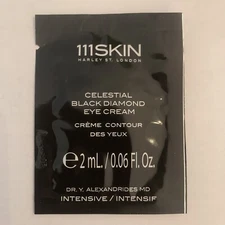 111SKIN
HARLEY ST. LONDON
CELESTIAL
BLACK DIAMOND
EYE CREAM
CRÈME CONTOUR
DES YEUX
℮ 2 mL./0.06 Fl. Oz.
DR. Y. ALEXANDRIDES MD
INTENSIVE / INTENSIF